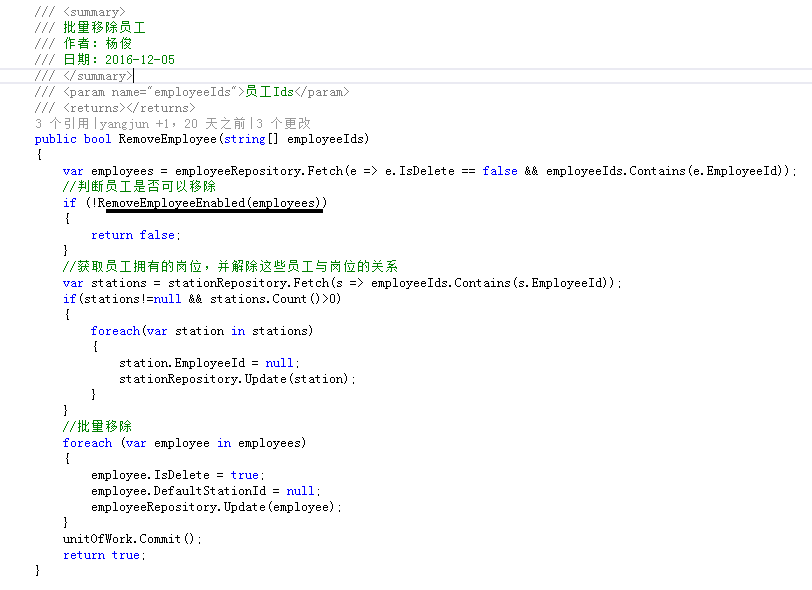 /// <summary>
/// 批量移除员工
/// 作者：杨俊
/// 日期：2016-12-05
/// </summary>
/// <param name="employeeIds">员工Ids</param>
/// <returns></returns>
3 个引用|yangjun +1，20 天之前|3 个更改
public bool RemoveEmployee(string[] employeeIds)
{
    var employees = employeeRepository.Fetch(e => e.IsDelete == false && employeeIds.Contains(e.EmployeeId));
    //判断员工是否可以移除
    if (!RemoveEmployeeEnabled(employees))
    {
        return false;
    }
    //获取员工拥有的岗位，并解除这些员工与岗位的关系
    var stations = stationRepository.Fetch(s => employeeIds.Contains(s.EmployeeId));
    if(stations!=null && stations.Count()>0)
    {
        foreach(var station in stations)
        {
            station.EmployeeId = null;
            stationRepository.Update(station);
        }
    }
    //批量移除
    foreach (var employee in employees)
    {
        employee.IsDelete = true;
        employee.DefaultStationId = null;
        employeeRepository.Update(employee);
    }
    unitOfWork.Commit();
    return true;
}